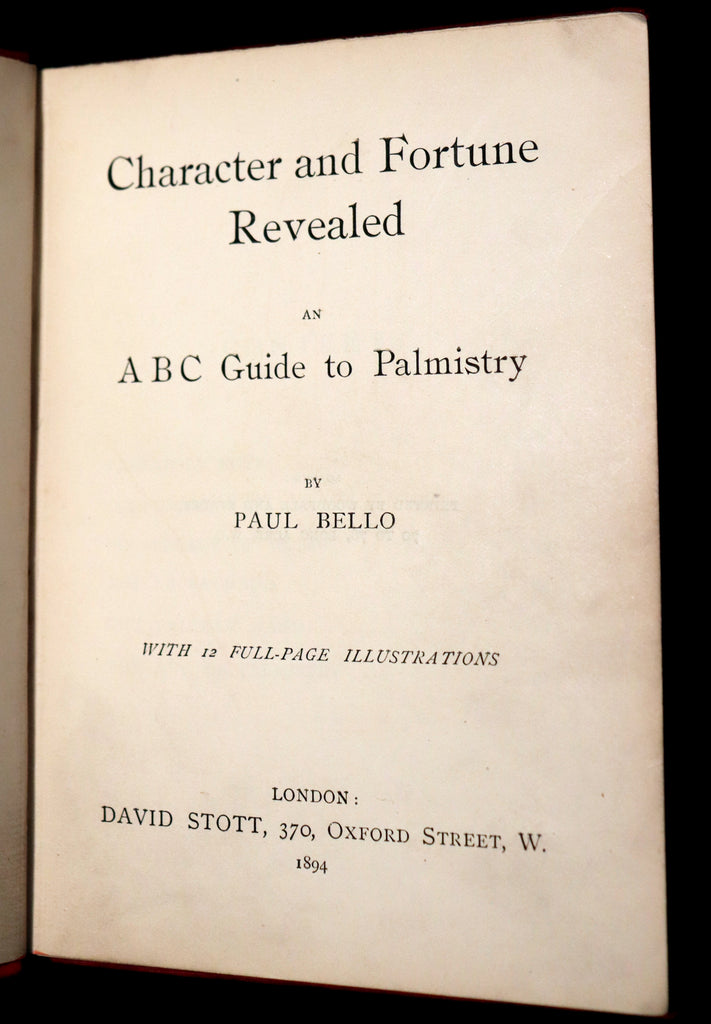 Character and Fortune
Revealed
AN
A B C Guide to Palmistry
BY
PAUL BELLO
WITH 12 FULL-PAGE ILLUSTRATIONS
LONDON:
DAVID STOTT, 370, OXFORD STREET, W.
1894